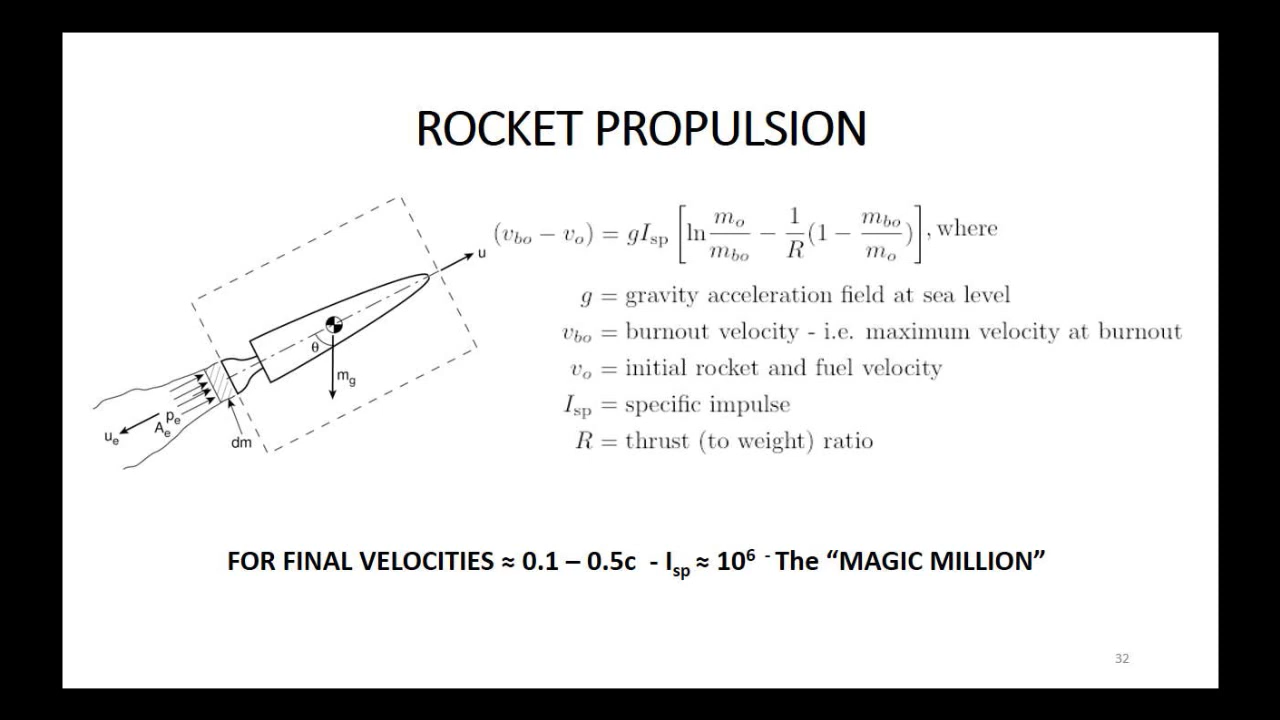 ROCKET PROPULSION
(v_bo − v_o) = gI_sp [ln m_o/m_bo − 1/R (1 − m_bo/m_o)], where
g = gravity acceleration field at sea level
v_bo = burnout velocity - i.e. maximum velocity at burnout
v_o = initial rocket and fuel velocity
I_sp = specific impulse
R = thrust (to weight) ratio
u
θ
m_g
p_e
A_e
u_e
dm
FOR FINAL VELOCITIES ≈ 0.1 – 0.5c - I_sp ≈ 10⁶ - The “MAGIC MILLION”
32